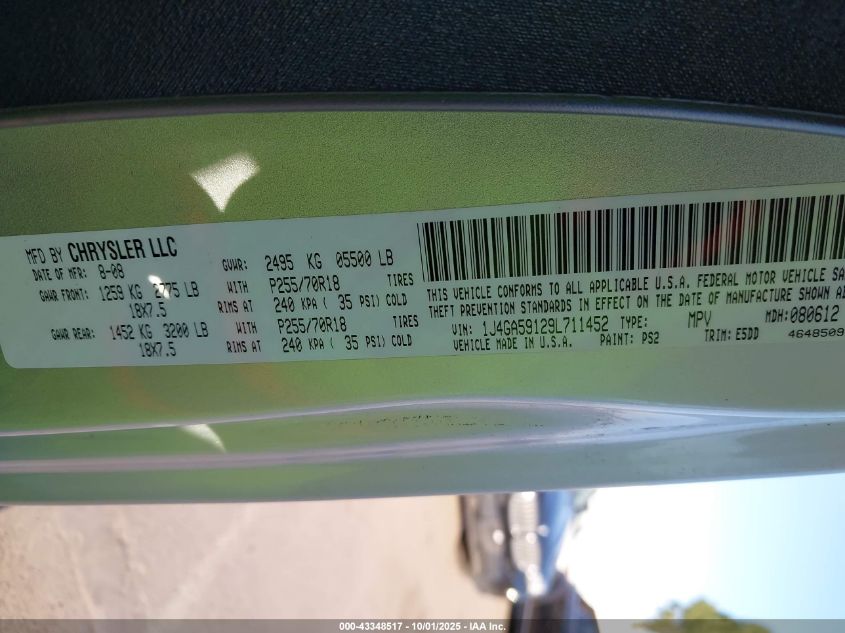 MFD BY CHRYSLER LLC
DATE OF MFR: 8-08
GVWR: 2495 KG 05500 LB
GAWR FRONT: 1259 KG 2775 LB WITH P255/70R18 TIRES
18X7.5 RIMS AT 240 KPA ( 35 PSI) COLD
GAWR REAR: 1452 KG 3200 LB WITH P255/70R18 TIRES
18X7.5 RIMS AT 240 KPA ( 35 PSI) COLD
THIS VEHICLE CONFORMS TO ALL APPLICABLE U.S.A. FEDERAL MOTOR VEHICLE SA
THEFT PREVENTION STANDARDS IN EFFECT ON THE DATE OF MANUFACTURE SHOWN A
VIN: 1J4GA59129L711452 TYPE: MPV MDH:080612
VEHICLE MADE IN U.S.A. PAINT: PS2 TRIM: E5DD 4648509
000-43348517 - 10/01/2025 - IAA Inc.